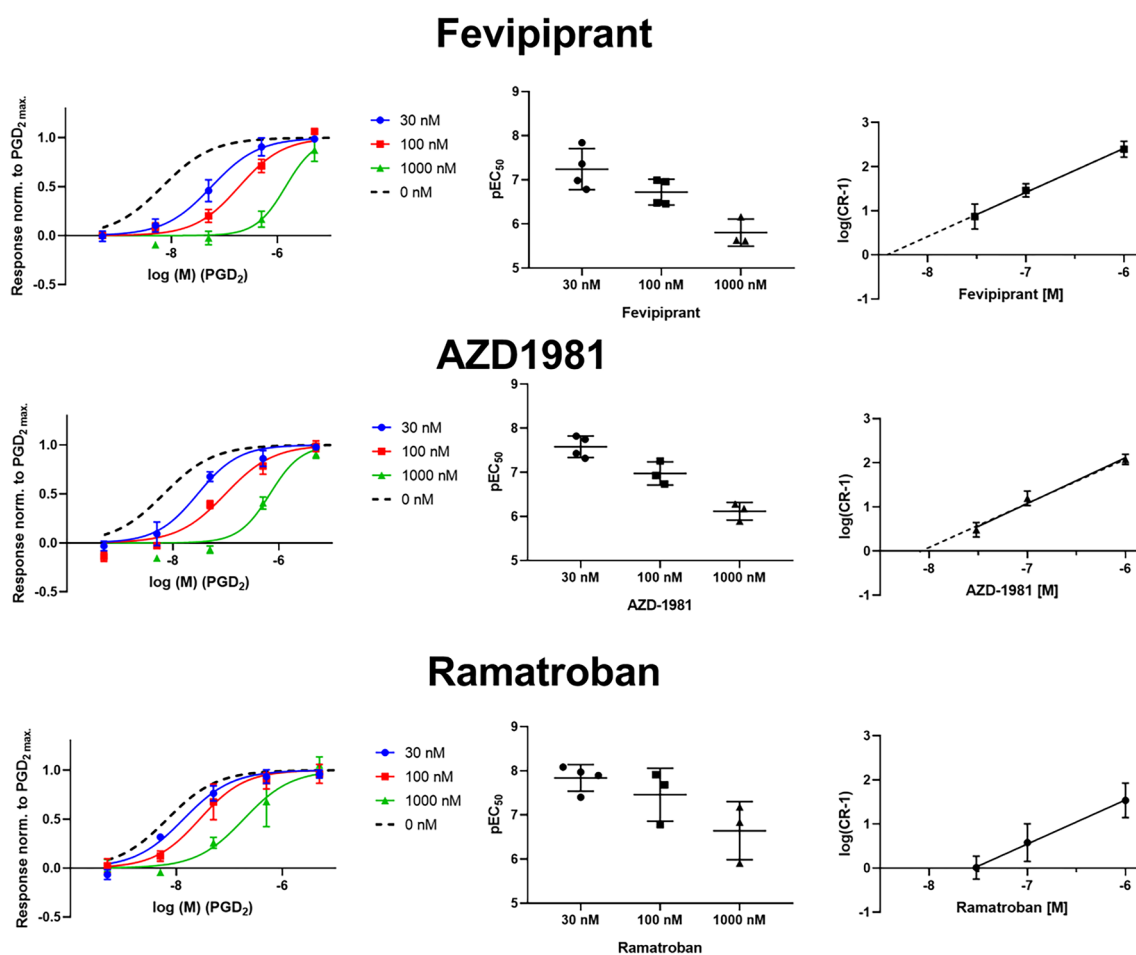 Fevipiprant
Response norm. to PGD2 max.
1.0
0.5
0.0
-0.5
-8
-6
log (M) (PGD2)
30 nM
100 nM
1000 nM
0 nM
pEC50
9
8
7
6
5
30 nM
100 nM
1000 nM
Fevipiprant
log(CR-1)
3
2
1
0
-1
-8
-7
-6
Fevipiprant [M]
AZD1981
Response norm. to PGD2 max.
1.0
0.5
0.0
-0.5
-8
-6
log (M) (PGD2)
30 nM
100 nM
1000 nM
0 nM
pEC50
9
8
7
6
5
30 nM
100 nM
1000 nM
AZD-1981
log(CR-1)
3
2
1
0
-1
-8
-7
-6
AZD-1981 [M]
Ramatroban
Response norm. to PGD2 max.
1.0
0.5
0.0
-0.5
-8
-6
log (M) (PGD2)
30 nM
100 nM
1000 nM
0 nM
pEC50
9
8
7
6
5
30 nM
100 nM
1000 nM
Ramatroban
log(CR-1)
3
2
1
0
-1
-8
-7
-6
Ramatroban [M]